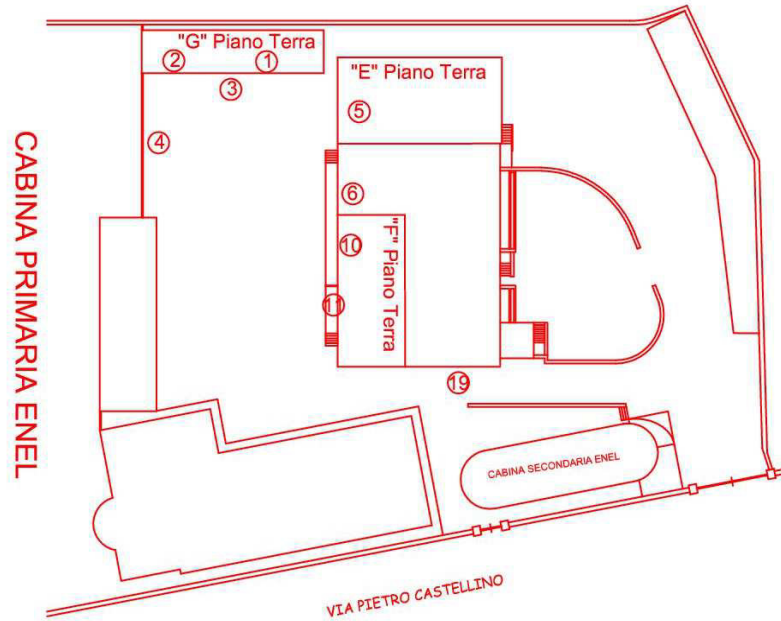 "G" Piano Terra
2
1
3
"E" Piano Terra
5
4
6
10
"F" Piano Terra
11
19
CABINA PRIMARIA ENEL
CABINA SECONDARIA ENEL
VIA PIETRO CASTELLINO